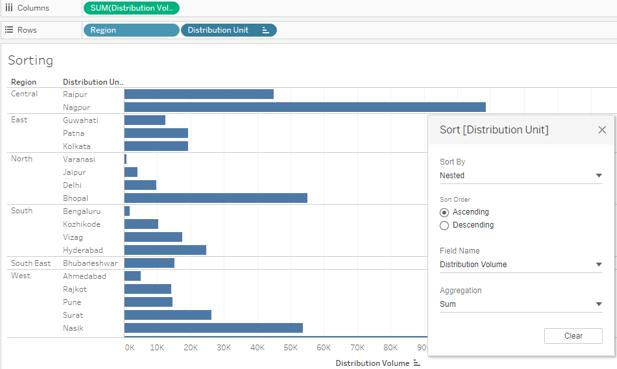 Columns SUM(Distribution Vol..
Rows Region Distribution Unit
Sorting
Region Distribution Un..
Central Raipur
Nagpur
East Guwahati
Patna
Kolkata
North Varanasi
Jaipur
Delhi
Bhopal
South Bengaluru
Kozhikode
Vizag
Hyderabad
South East Bhubaneshwar
West Ahmedabad
Rajkot
Pune
Surat
Nasik
0K 10K 20K 30K 40K 50K 60K 70K 80K 90
Distribution Volume
Sort [Distribution Unit]
Sort By
Nested
Sort Order
Ascending
Descending
Field Name
Distribution Volume
Aggregation
Sum
Clear